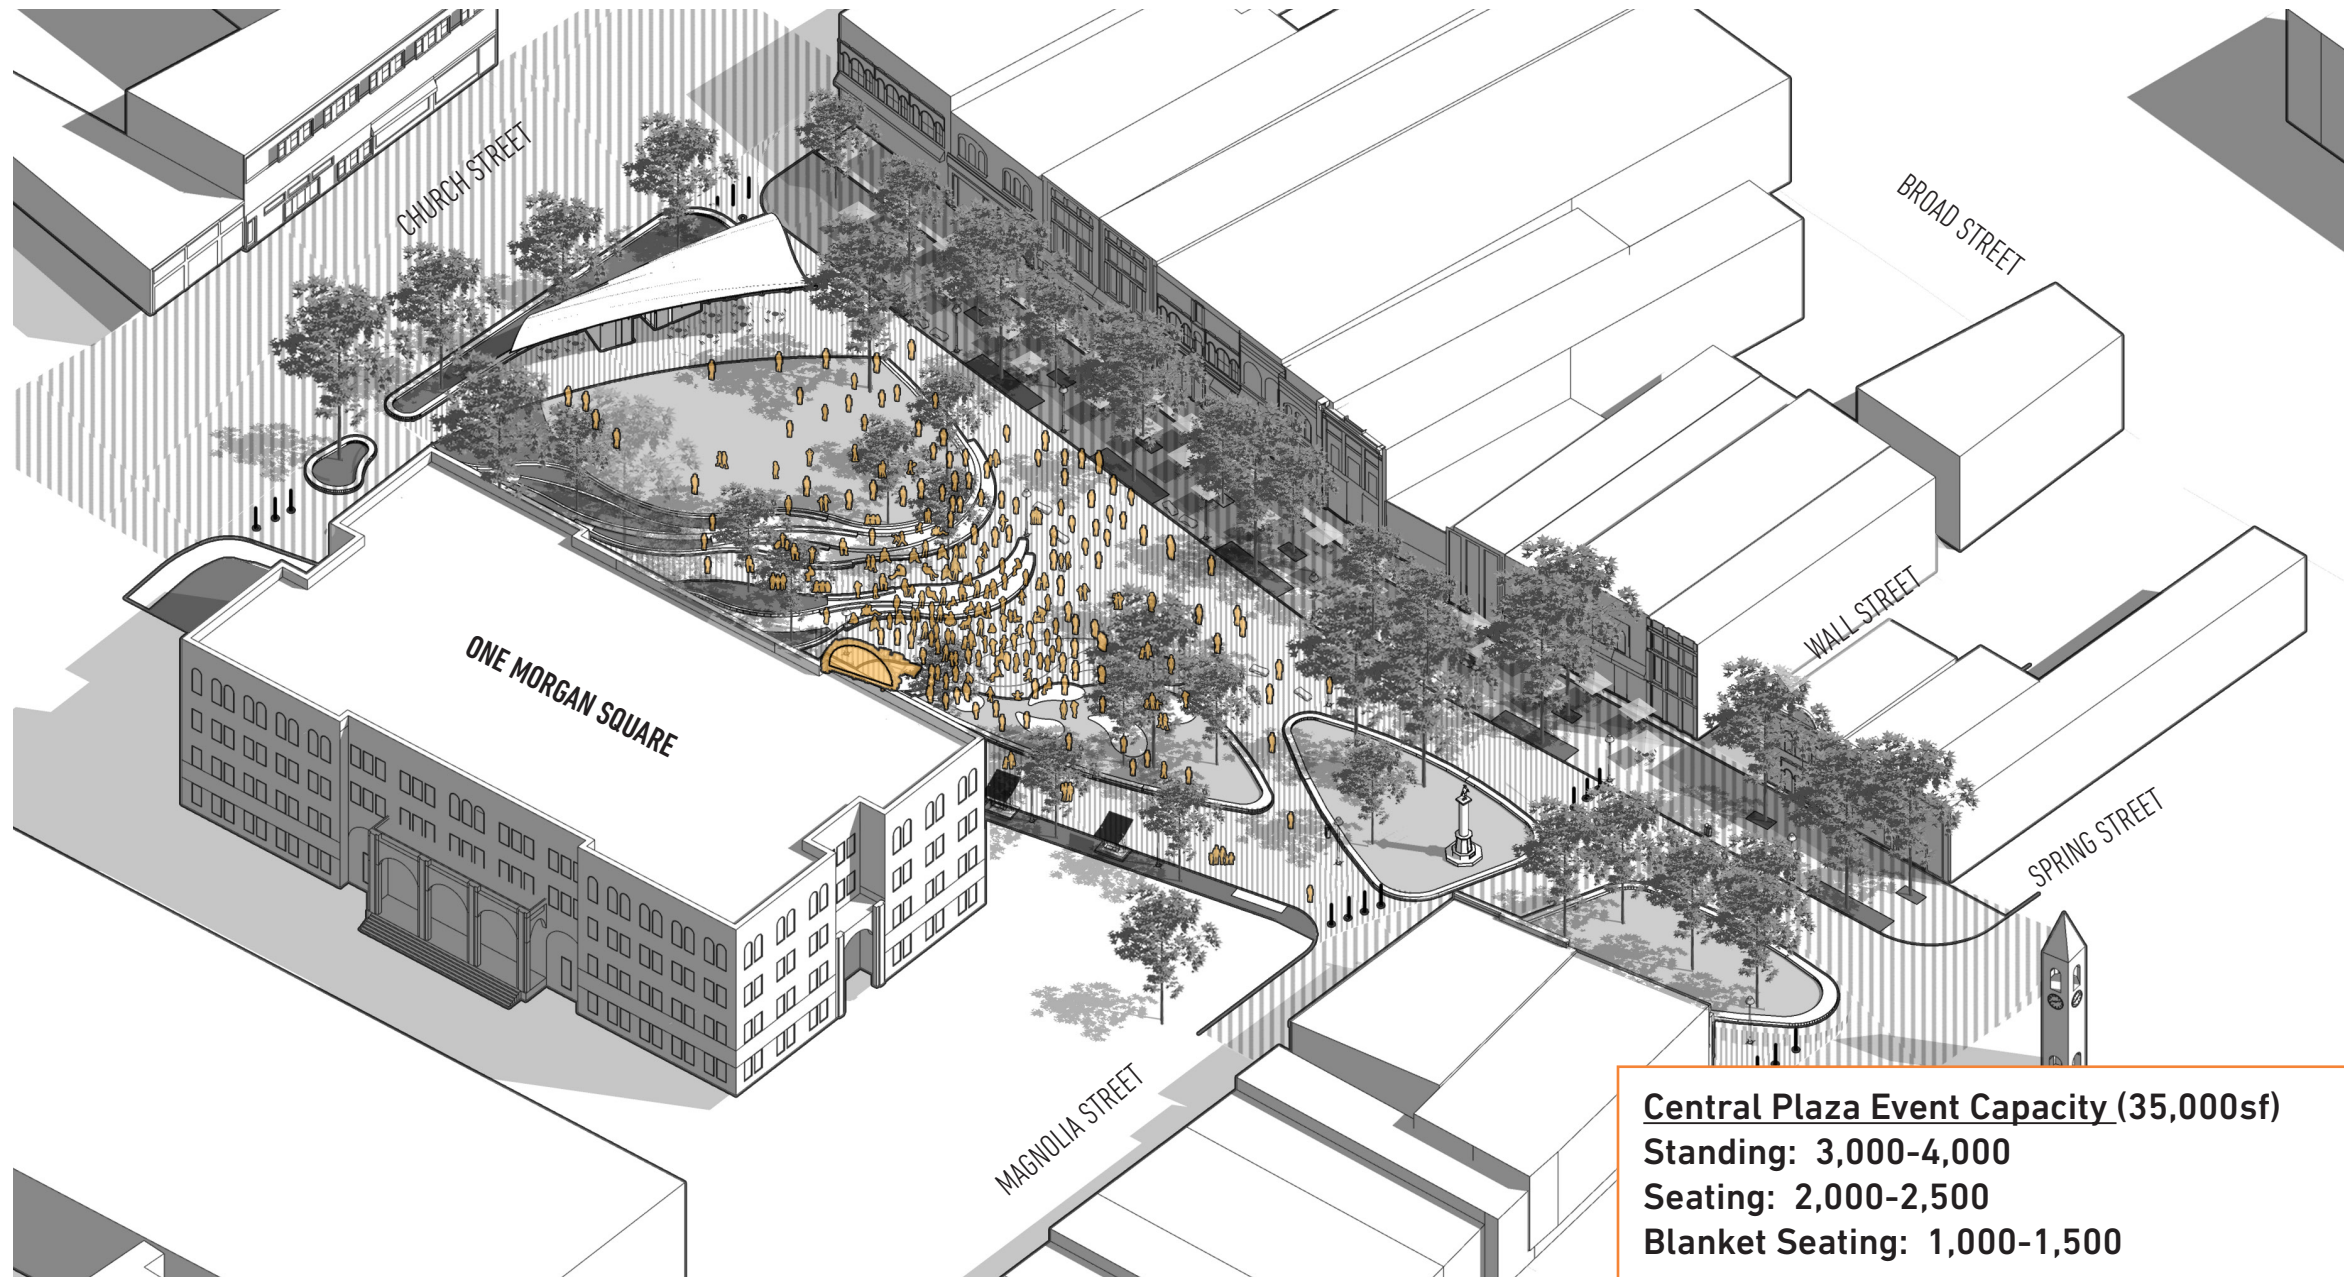 CHURCH STREET
BROAD STREET
WALL STREET
ONE MORGAN SQUARE
SPRING STREET
MAGNOLIA STREET
Central Plaza Event Capacity (35,000sf)
Standing: 3,000-4,000
Seating: 2,000-2,500
Blanket Seating: 1,000-1,500